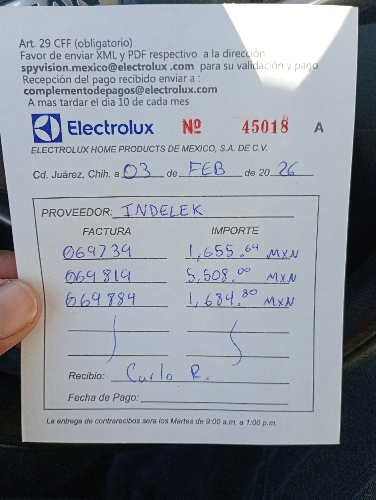 Art. 29 CFF (obligatorio)
Favor de enviar XML y PDF respectivo a la dirección
spyvision.mexico@electrolux.com para su validación y pago
Recepción del pago recibido enviar a :
complementodepagos@electrolux.com
A mas tardar el dia 10 de cada mes
Electrolux Nº 45018 A
ELECTROLUX HOME PRODUCTS DE MEXICO, S.A. DE C.V.
Cd. Juárez, Chih. a 03 de FEB de 20 26
PROVEEDOR: INDELEK
FACTURA IMPORTE
069739 1,655.64 MXN
069819 5,508.00 MXN
669884 1,684.80 MXN
Recibio: Carlo R.
Fecha de Pago:
La entrega de contrarecibos sera los Martes de 9:00 a.m. a 1:00 p.m.